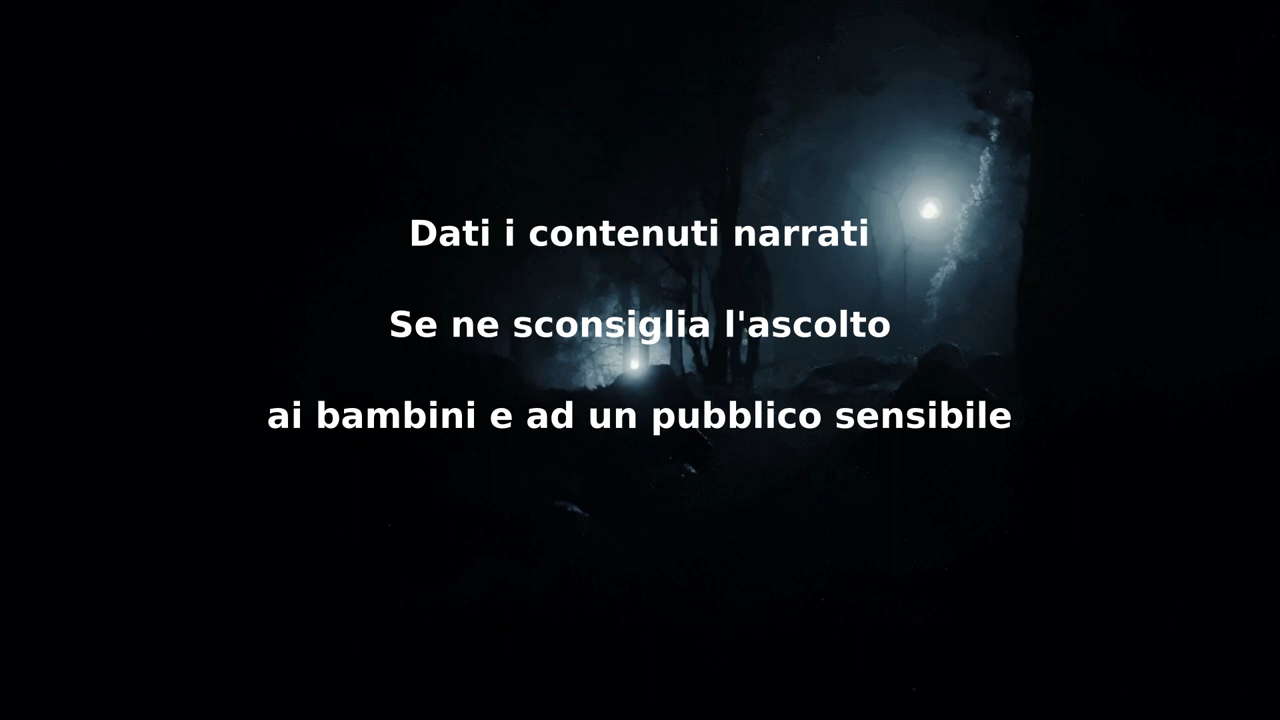 Dati i contenuti narrati
Se ne sconsiglia l'ascolto
ai bambini e ad un pubblico sensibile